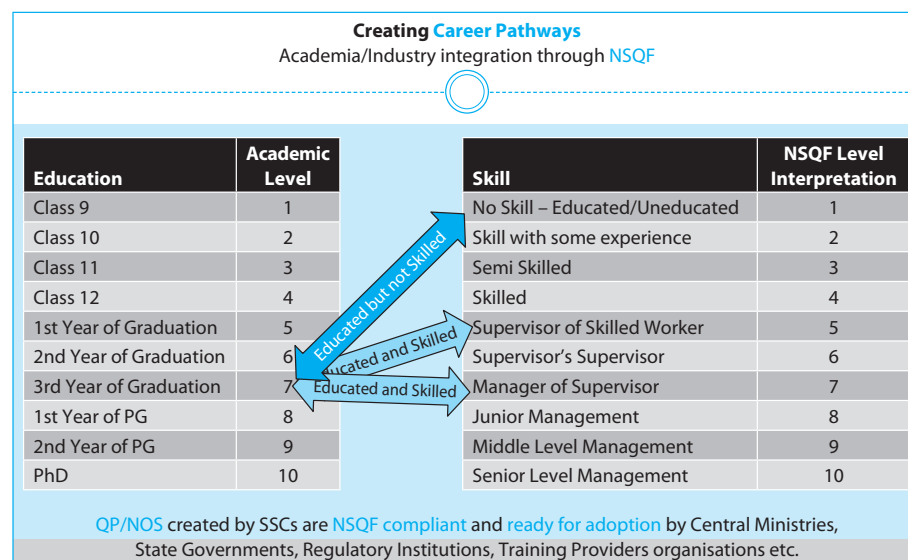 Creating Career Pathways
Academia/Industry integration through NSQF
Education Academic Level
Class 9 1
Class 10 2
Class 11 3
Class 12 4
1st Year of Graduation 5
2nd Year of Graduation 6
3rd Year of Graduation 7
1st Year of PG 8
2nd Year of PG 9
PhD 10
Educated but not Skilled
ducated and Skilled
Educated and Skilled
Skill NSQF Level Interpretation
No Skill – Educated/Uneducated 1
Skill with some experience 2
Semi Skilled 3
Skilled 4
Supervisor of Skilled Worker 5
Supervisor's Supervisor 6
Manager of Supervisor 7
Junior Management 8
Middle Level Management 9
Senior Level Management 10
QP/NOS created by SSCs are NSQF compliant and ready for adoption by Central Ministries,
State Governments, Regulatory Institutions, Training Providers organisations etc.